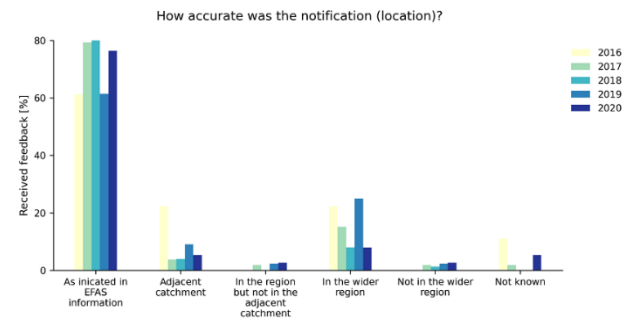 How accurate was the notification (location)?
80
60
40
20
0
Received feedback [%]
2016
2017
2018
2019
2020
As inicated in
EFAS
information
Adjacent
catchment
In the region
but not in the
adjacent
catchment
In the wider
region
Not in the wider
region
Not known